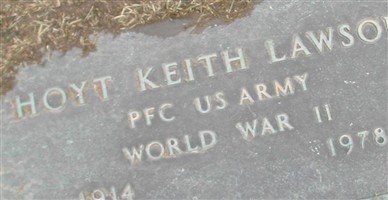 HOYT KEITH LAWSO
PFC US ARMY
WORLD WAR II
1914 1978